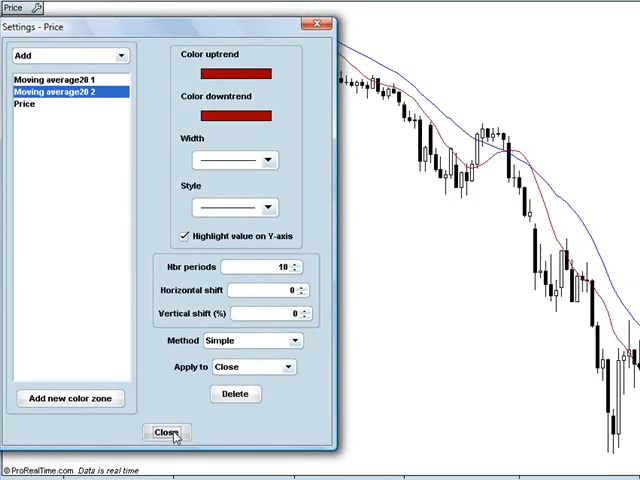 Price
Settings - Price
Add
Moving average20 1
Moving average20 2
Price
Add new color zone
Color uptrend
Color downtrend
Width
Style
Highlight value on Y-axis
Nbr periods 10
Horizontal shift 0
Vertical shift (%) 0
Method Simple
Apply to Close
Delete
Close
© ProRealTime.com Data is real time